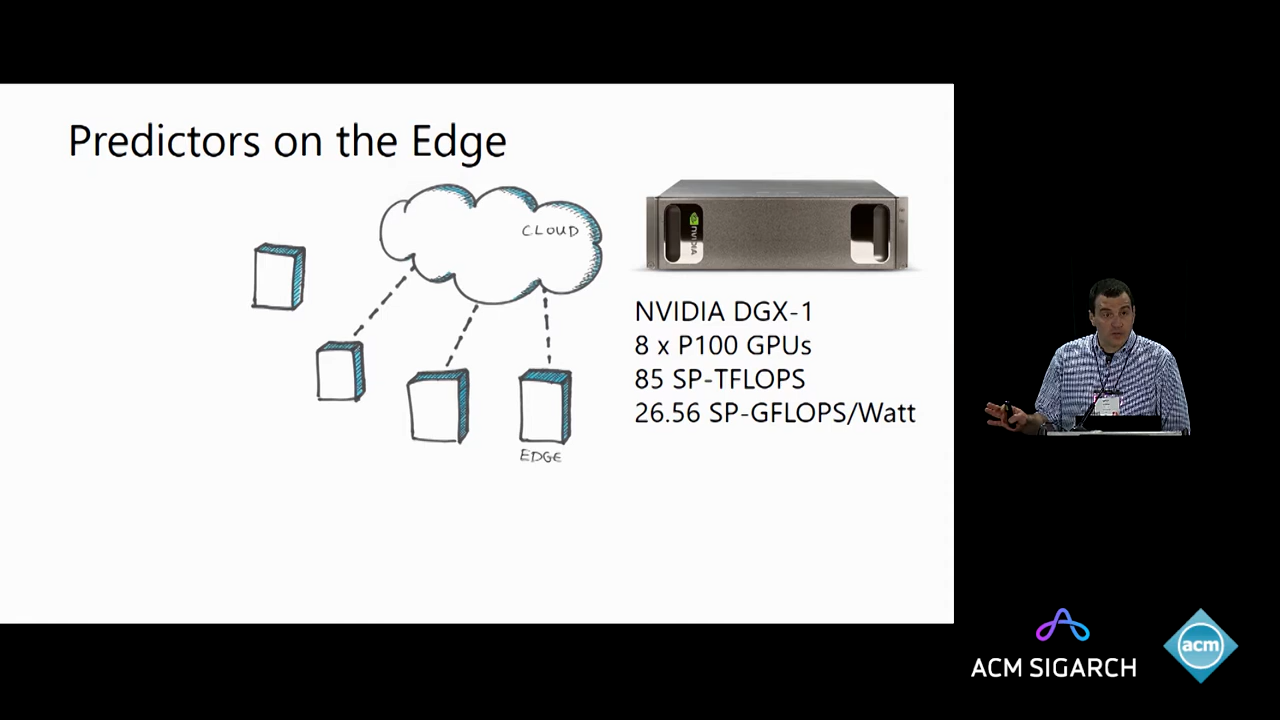 Predictors on the Edge
CLOUD
EDGE
NVIDIA
NVIDIA DGX-1
8 x P100 GPUs
85 SP-TFLOPS
26.56 SP-GFLOPS/Watt
ACM SIGARCH
acm